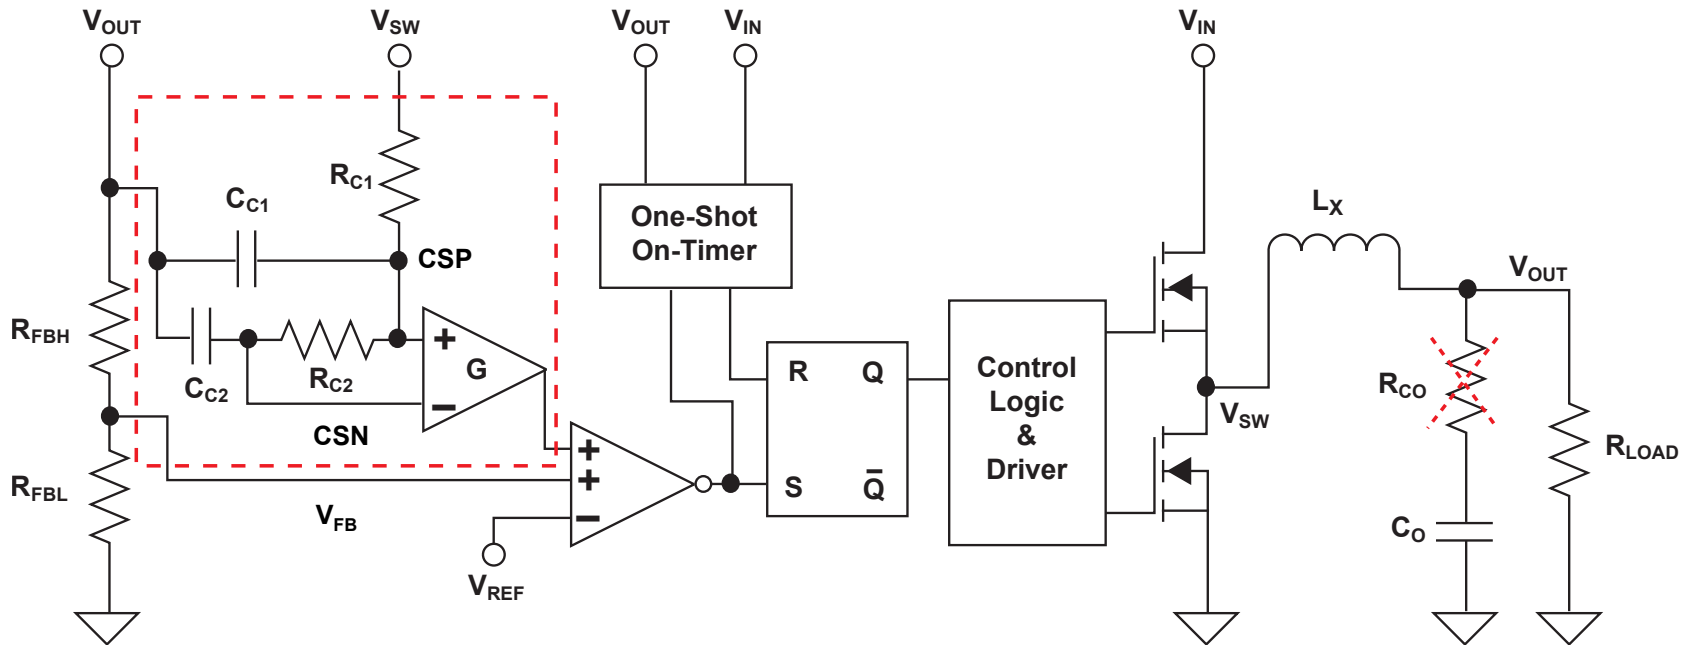 VOUT
VSW
VOUT
VIN
VIN
RC1
CC1
CSP
One-Shot
On-Timer
LX
VOUT
RFBH
+
G
−
CC2
RC2
CSN
R
Q
S
Q̅
Control
Logic
&
Driver
VSW
RCO
RLOAD
RFBL
+
+
−
VFB
VREF
CO